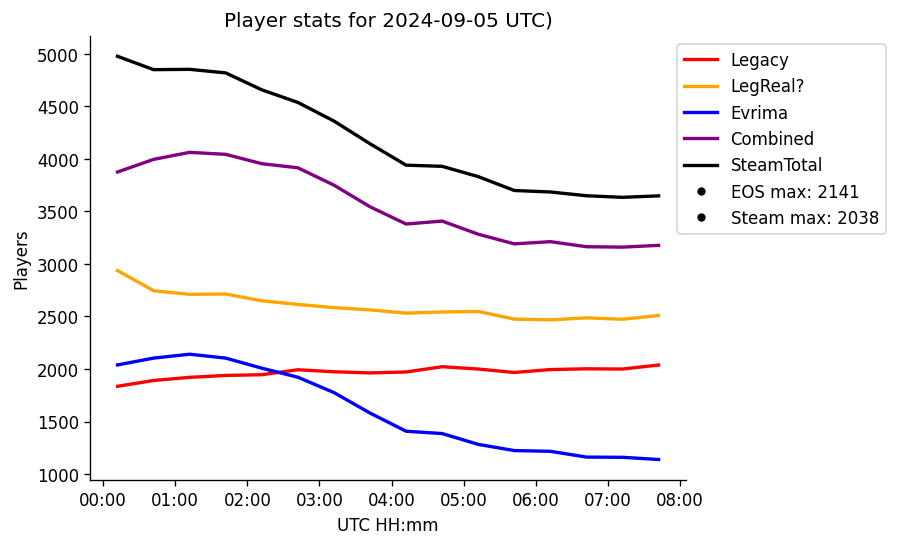 Player stats for 2024-09-05 UTC)
Players
5000
4500
4000
3500
3000
2500
2000
1500
1000
00:00 01:00 02:00 03:00 04:00 05:00 06:00 07:00 08:00
UTC HH:mm
Legacy
LegReal?
Evrima
Combined
SteamTotal
EOS max: 2141
Steam max: 2038